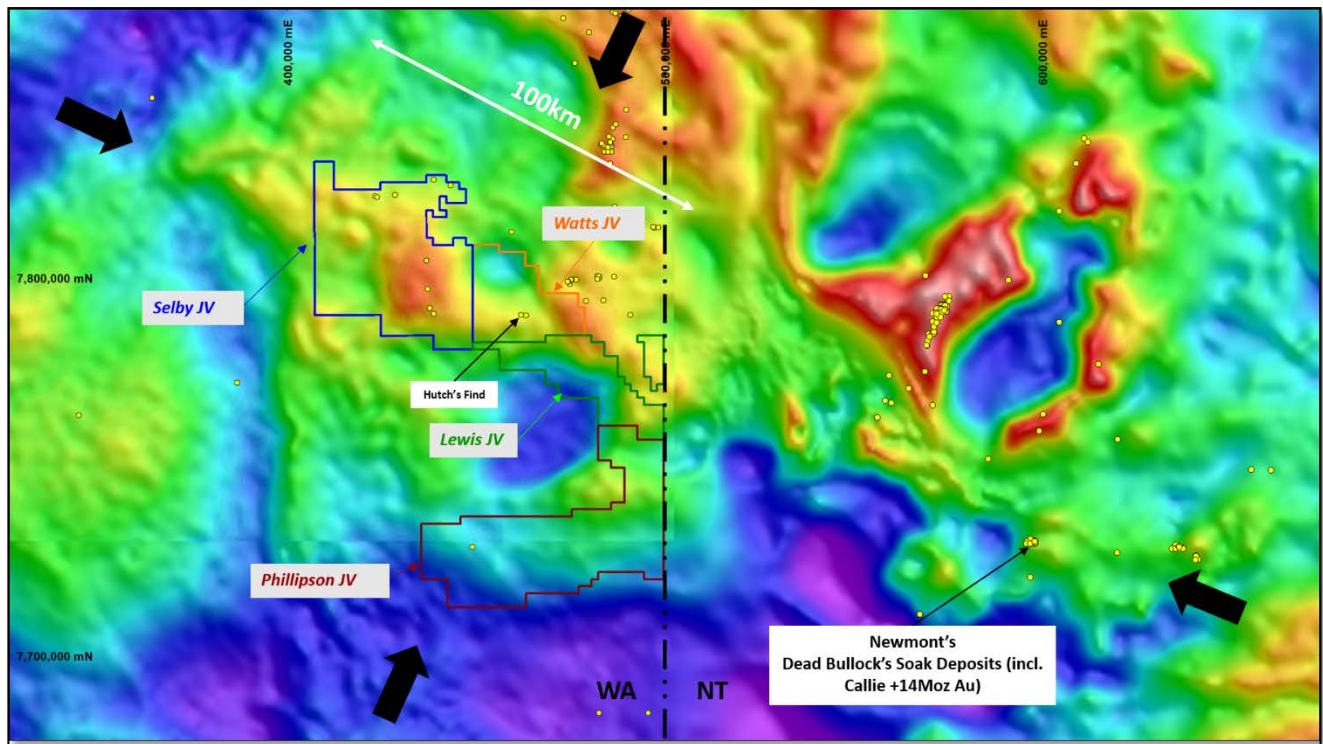 400,000 mE
500,000 mE
600,000 mE
100km
Watts JV
7,800,000 mN
Selby JV
Hutch's Find
Lewis JV
Phillipson JV
Newmont's
Dead Bullock's Soak Deposits (incl.
Callie +14Moz Au)
7,700,000 mN
WA
NT